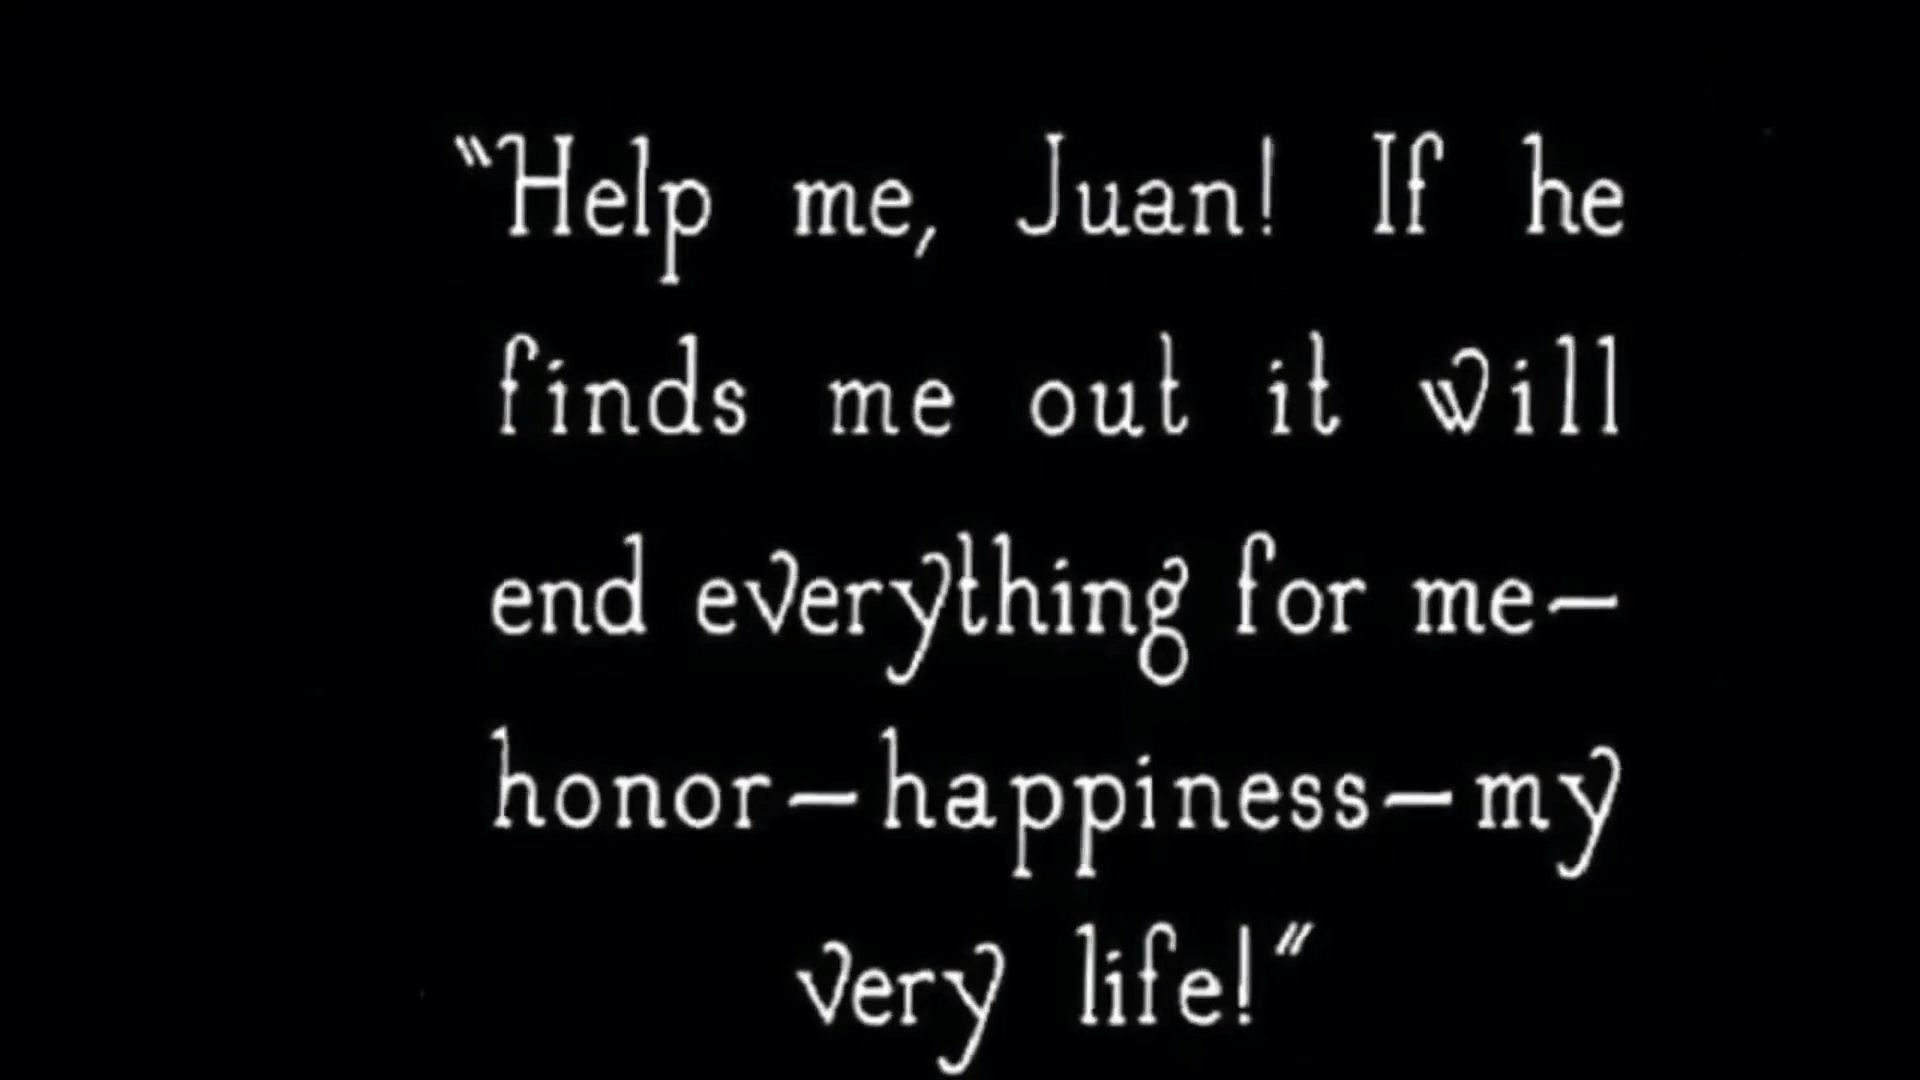 "Help me, Juan! If he
finds me out it will
end everything for me—
honor—happiness—my
very life!"